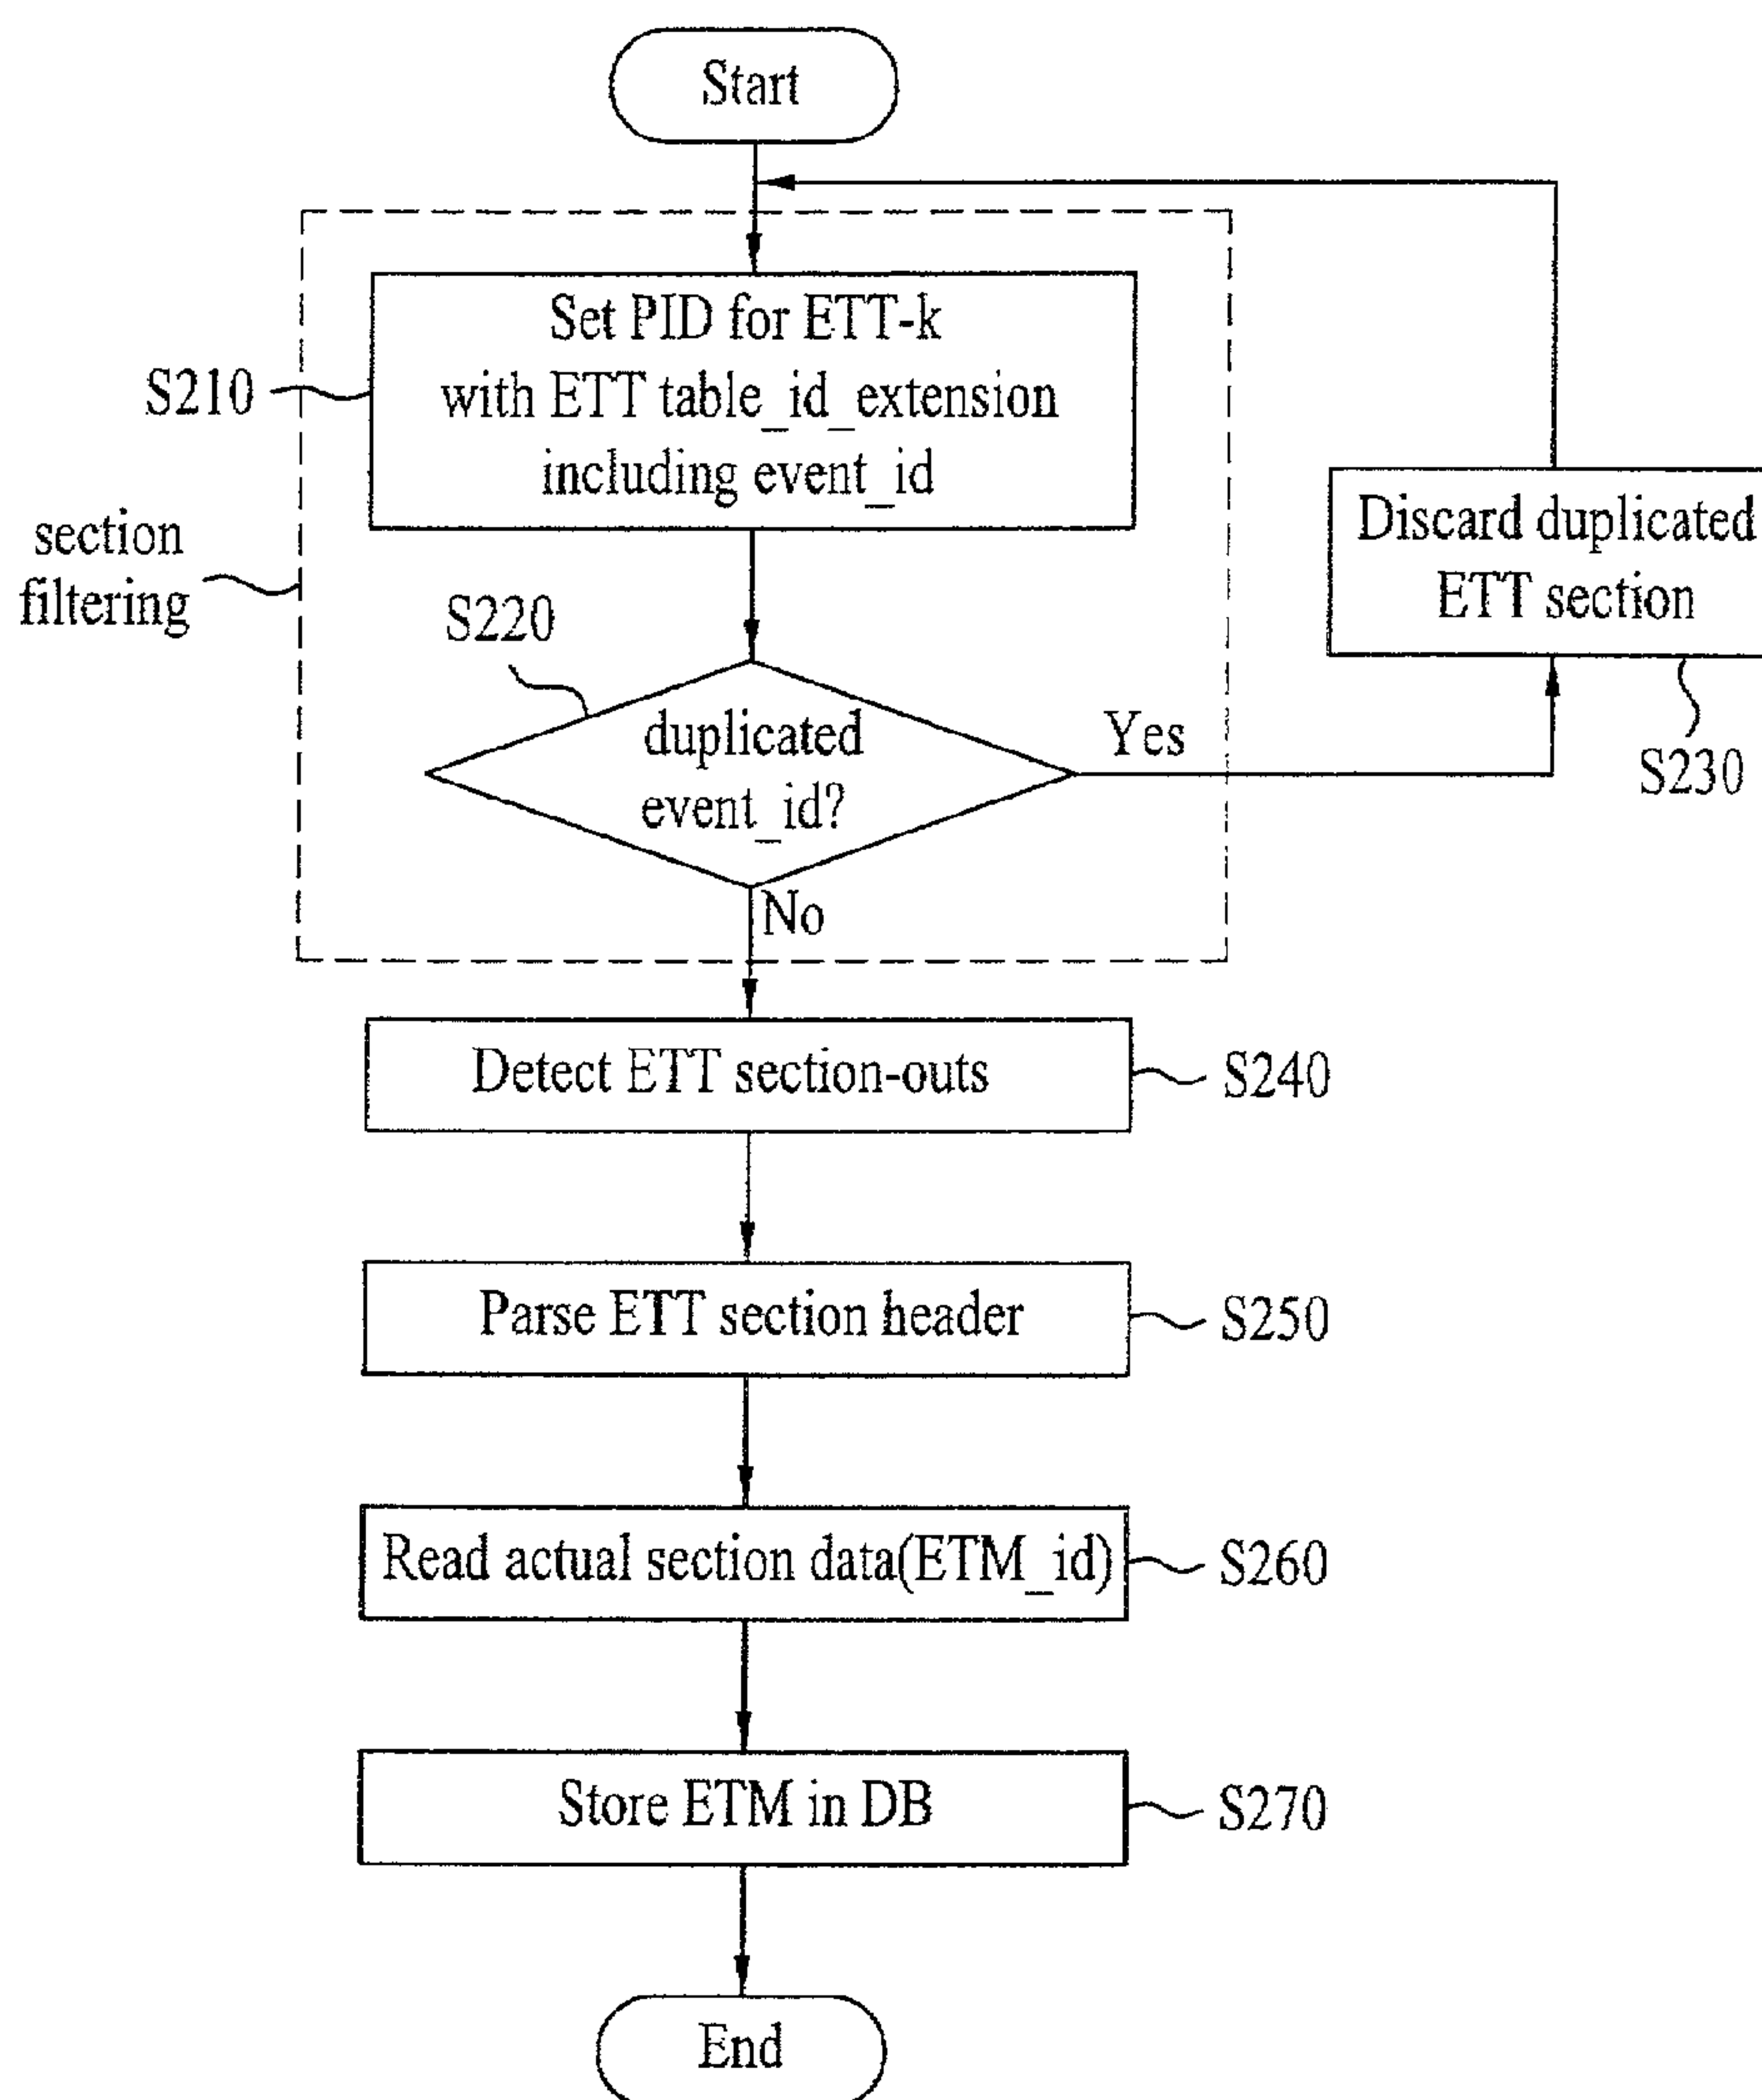 Start
Set PID for ETT-k
with ETT table_id_extension
including event_id
S210
section
filtering
Discard duplicated
ETT section
S230
S220
duplicated
event_id?
Yes
No
Detect ETT section-outs
S240
Parse ETT section header
S250
Read actual section data(ETM_id)
S260
Store ETM in DB
S270
End